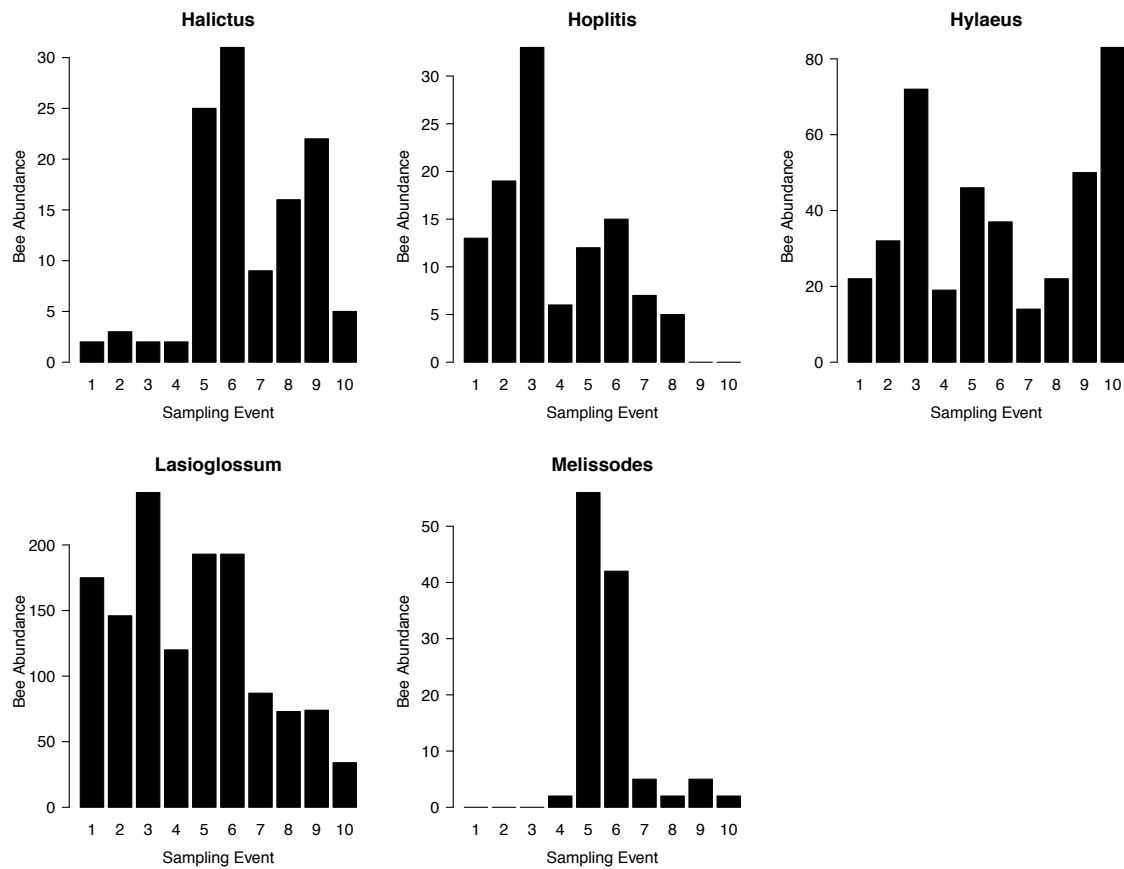 Halictus
Bee Abundance
30
25
20
15
10
5
0
1 2 3 4 5 6 7 8 9 10
Sampling Event
Hoplitis
Bee Abundance
30
25
20
15
10
5
0
1 2 3 4 5 6 7 8 9 10
Sampling Event
Hylaeus
Bee Abundance
80
60
40
20
0
1 2 3 4 5 6 7 8 9 10
Sampling Event
Lasioglossum
Bee Abundance
200
150
100
50
0
1 2 3 4 5 6 7 8 9 10
Sampling Event
Melissodes
Bee Abundance
50
40
30
20
10
0
1 2 3 4 5 6 7 8 9 10
Sampling Event